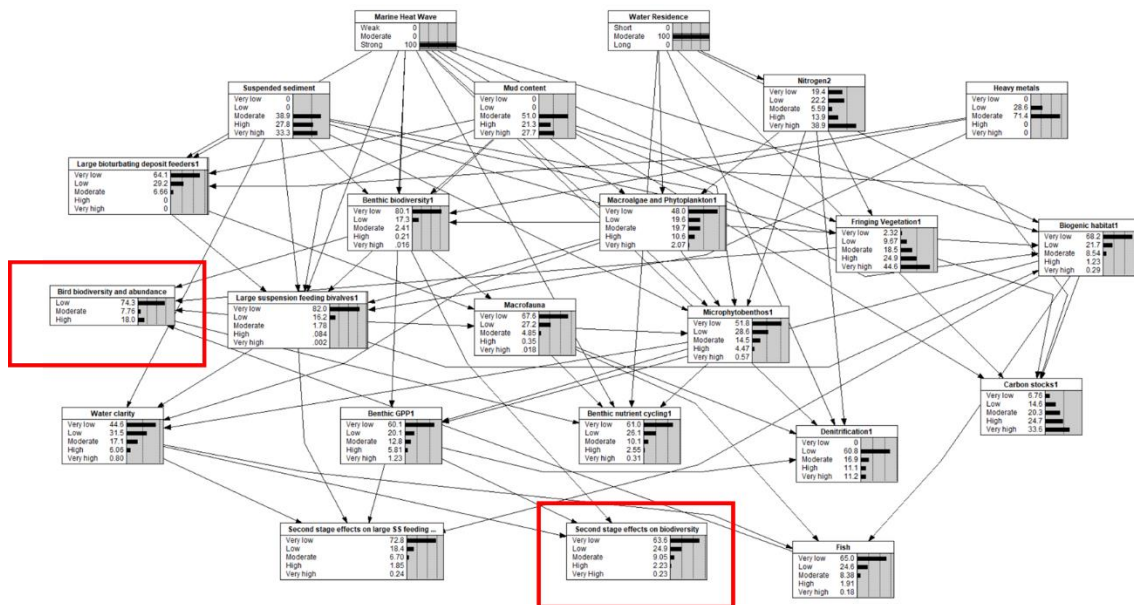 Marine Heat Wave
Weak 0
Moderate 0
Strong 100
Water Residence
Short 0
Moderate 100
Long 0
Suspended sediment
Very low 0
Low 0
Moderate 38.9
High 27.8
Very high 33.3
Mud content
Very low 0
Low 0
Moderate 51.0
High 21.3
Very high 27.7
Nitrogen2
Very low 19.4
Low 22.2
Moderate 5.59
High 13.9
Very high 38.9
Heavy metals
Very low 0
Low 28.6
Moderate 71.4
High 0
Very high 0
Large bioturbating deposit feeders1
Very low 64.1
Low 29.2
Moderate 6.66
High 0
Very high 0
Benthic biodiversity1
Very low 80.1
Low 17.3
Moderate 2.41
High 0.21
Very high .016
Macroalgae and Phytoplankton1
Very low 48.0
Low 19.6
Moderate 19.7
High 10.6
Very high 2.07
Fringing Vegetation1
Very low 2.32
Low 9.67
Moderate 18.5
High 24.9
Very high 44.6
Biogenic habitat1
Very low 68.2
Low 21.7
Moderate 8.54
High 1.23
Very high 0.29
Bird biodiversity and abundance
Low 74.3
Moderate 7.76
High 18.0
Large suspension feeding bivalves1
Very low 82.0
Low 16.2
Moderate 1.78
High .084
Very high .002
Macrofauna
Very low 67.6
Low 27.2
Moderate 4.85
High 0.35
Very high .018
Microphytobenthos1
Very low 51.8
Low 28.6
Moderate 14.5
High 4.47
Very high 0.57
Carbon stocks1
Very low 6.76
Low 14.6
Moderate 20.3
High 24.7
Very high 33.6
Water clarity
Very low 44.6
Low 31.5
Moderate 17.1
High 6.06
Very high 0.80
Benthic GPP1
Very low 60.1
Low 20.1
Moderate 12.8
High 5.81
Very high 1.23
Benthic nutrient cycling1
Very low 61.0
Low 26.1
Moderate 10.1
High 2.55
Very high 0.31
Denitrification1
Very low 0
Low 60.8
Moderate 16.9
High 11.1
Very high 11.2
Second stage effects on large SS feeding ...
Very low 72.8
Low 18.4
Moderate 6.70
High 1.85
Very high 0.24
Second stage effects on biodiversity
Very low 63.6
Low 24.9
Moderate 9.05
High 2.23
Very high 0.23
Fish
Very low 65.0
Low 24.6
Moderate 8.38
High 1.91
Very high 0.18